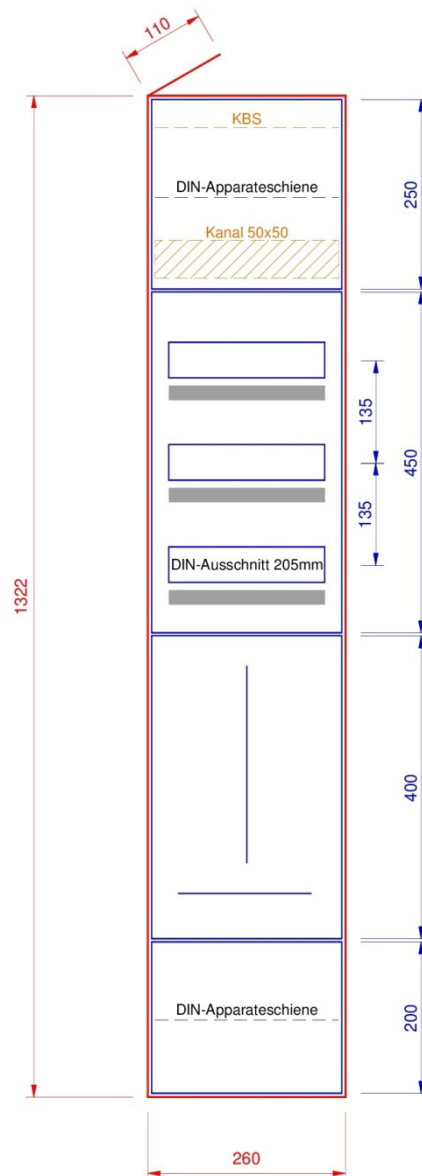 110
KBS
DIN-Apparateschiene
250
Kanal 50x50
135
450
135
DIN-Ausschnitt 205mm
1322
400
DIN-Apparateschiene
200
260